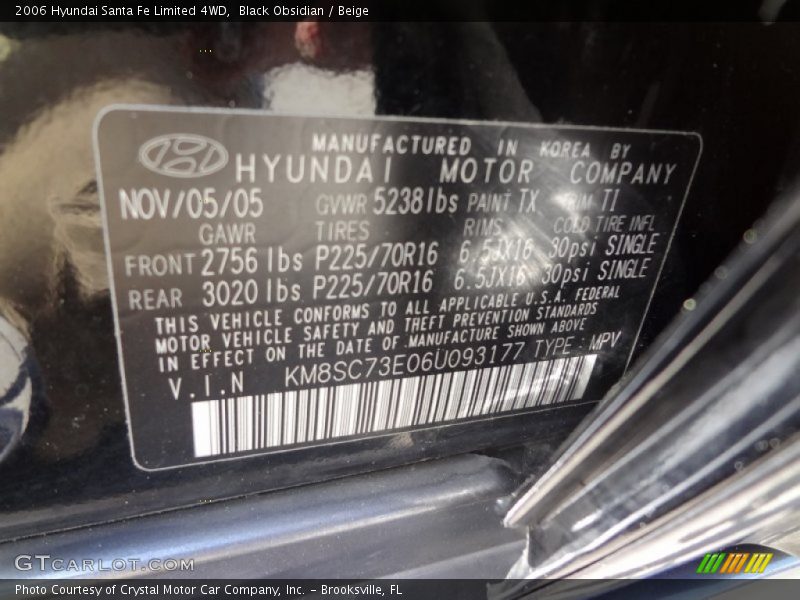 2006 Hyundai Santa Fe Limited 4WD, Black Obsidian / Beige
MANUFACTURED IN KOREA BY
HYUNDAI MOTOR COMPANY
NOV/05/05 GVWR 5238lbs PAINT TX TRIM TI
GAWR TIRES RIMS COLD TIRE INFL
FRONT 2756 lbs P225/70R16 6.5JX16 30psi SINGLE
REAR 3020 lbs P225/70R16 6.5JX16 30psi SINGLE
THIS VEHICLE CONFORMS TO ALL APPLICABLE U.S.A. FEDERAL
MOTOR VEHICLE SAFETY AND THEFT PREVENTION STANDARDS
IN EFFECT ON THE DATE OF MANUFACTURE SHOWN ABOVE
V.I.N KM8SC73E06U093177 TYPE : MPV
GTCARLOT.COM
Photo Courtesy of Crystal Motor Car Company, Inc. - Brooksville, FL